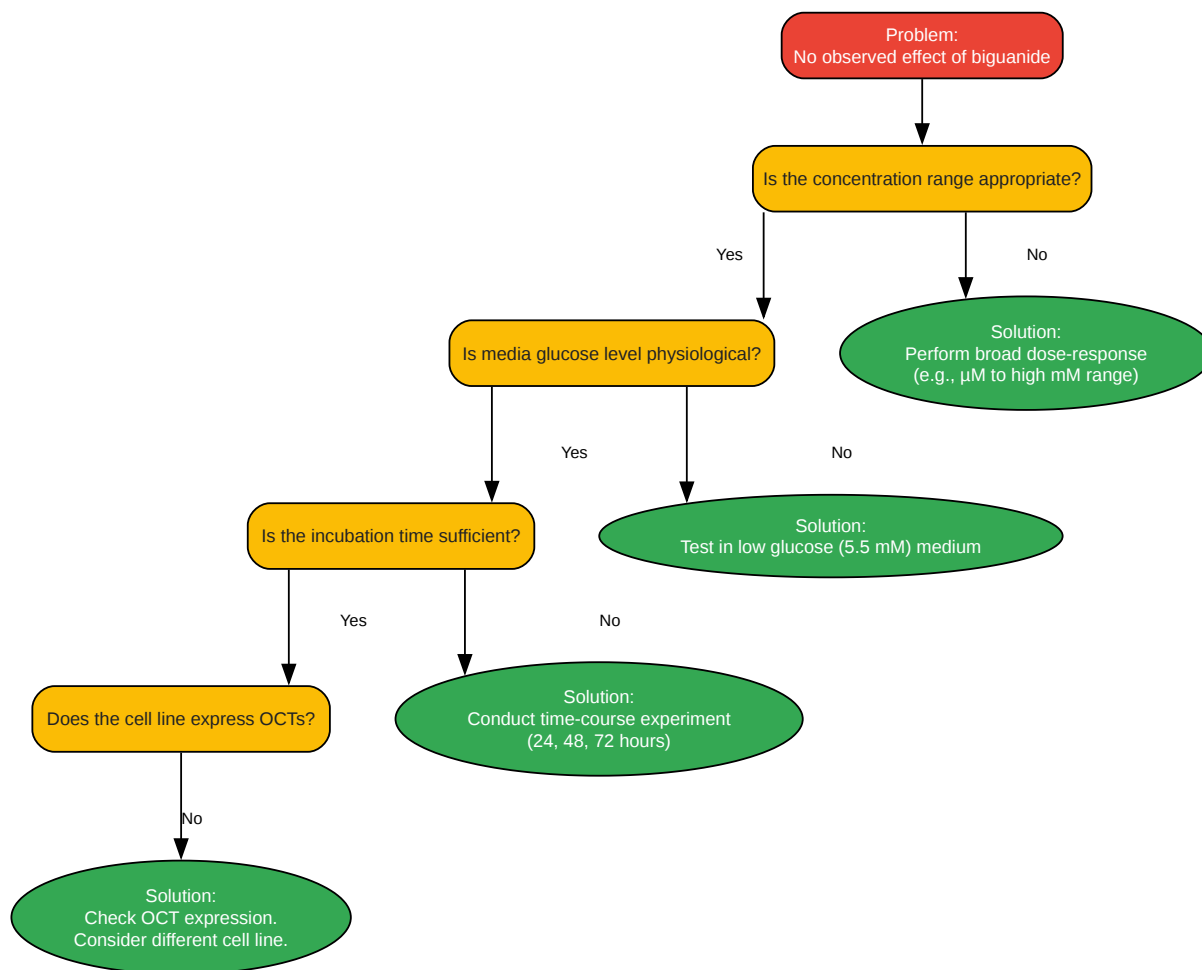 Problem:
No observed effect of biguanide
Is the concentration range appropriate?
Yes
No
Solution:
Perform broad dose-response
(e.g., µM to high mM range)
Is media glucose level physiological?
Yes
No
Solution:
Test in low glucose (5.5 mM) medium
Is the incubation time sufficient?
Yes
No
Solution:
Conduct time-course experiment
(24, 48, 72 hours)
Does the cell line express OCTs?
No
Solution:
Check OCT expression.
Consider different cell line.